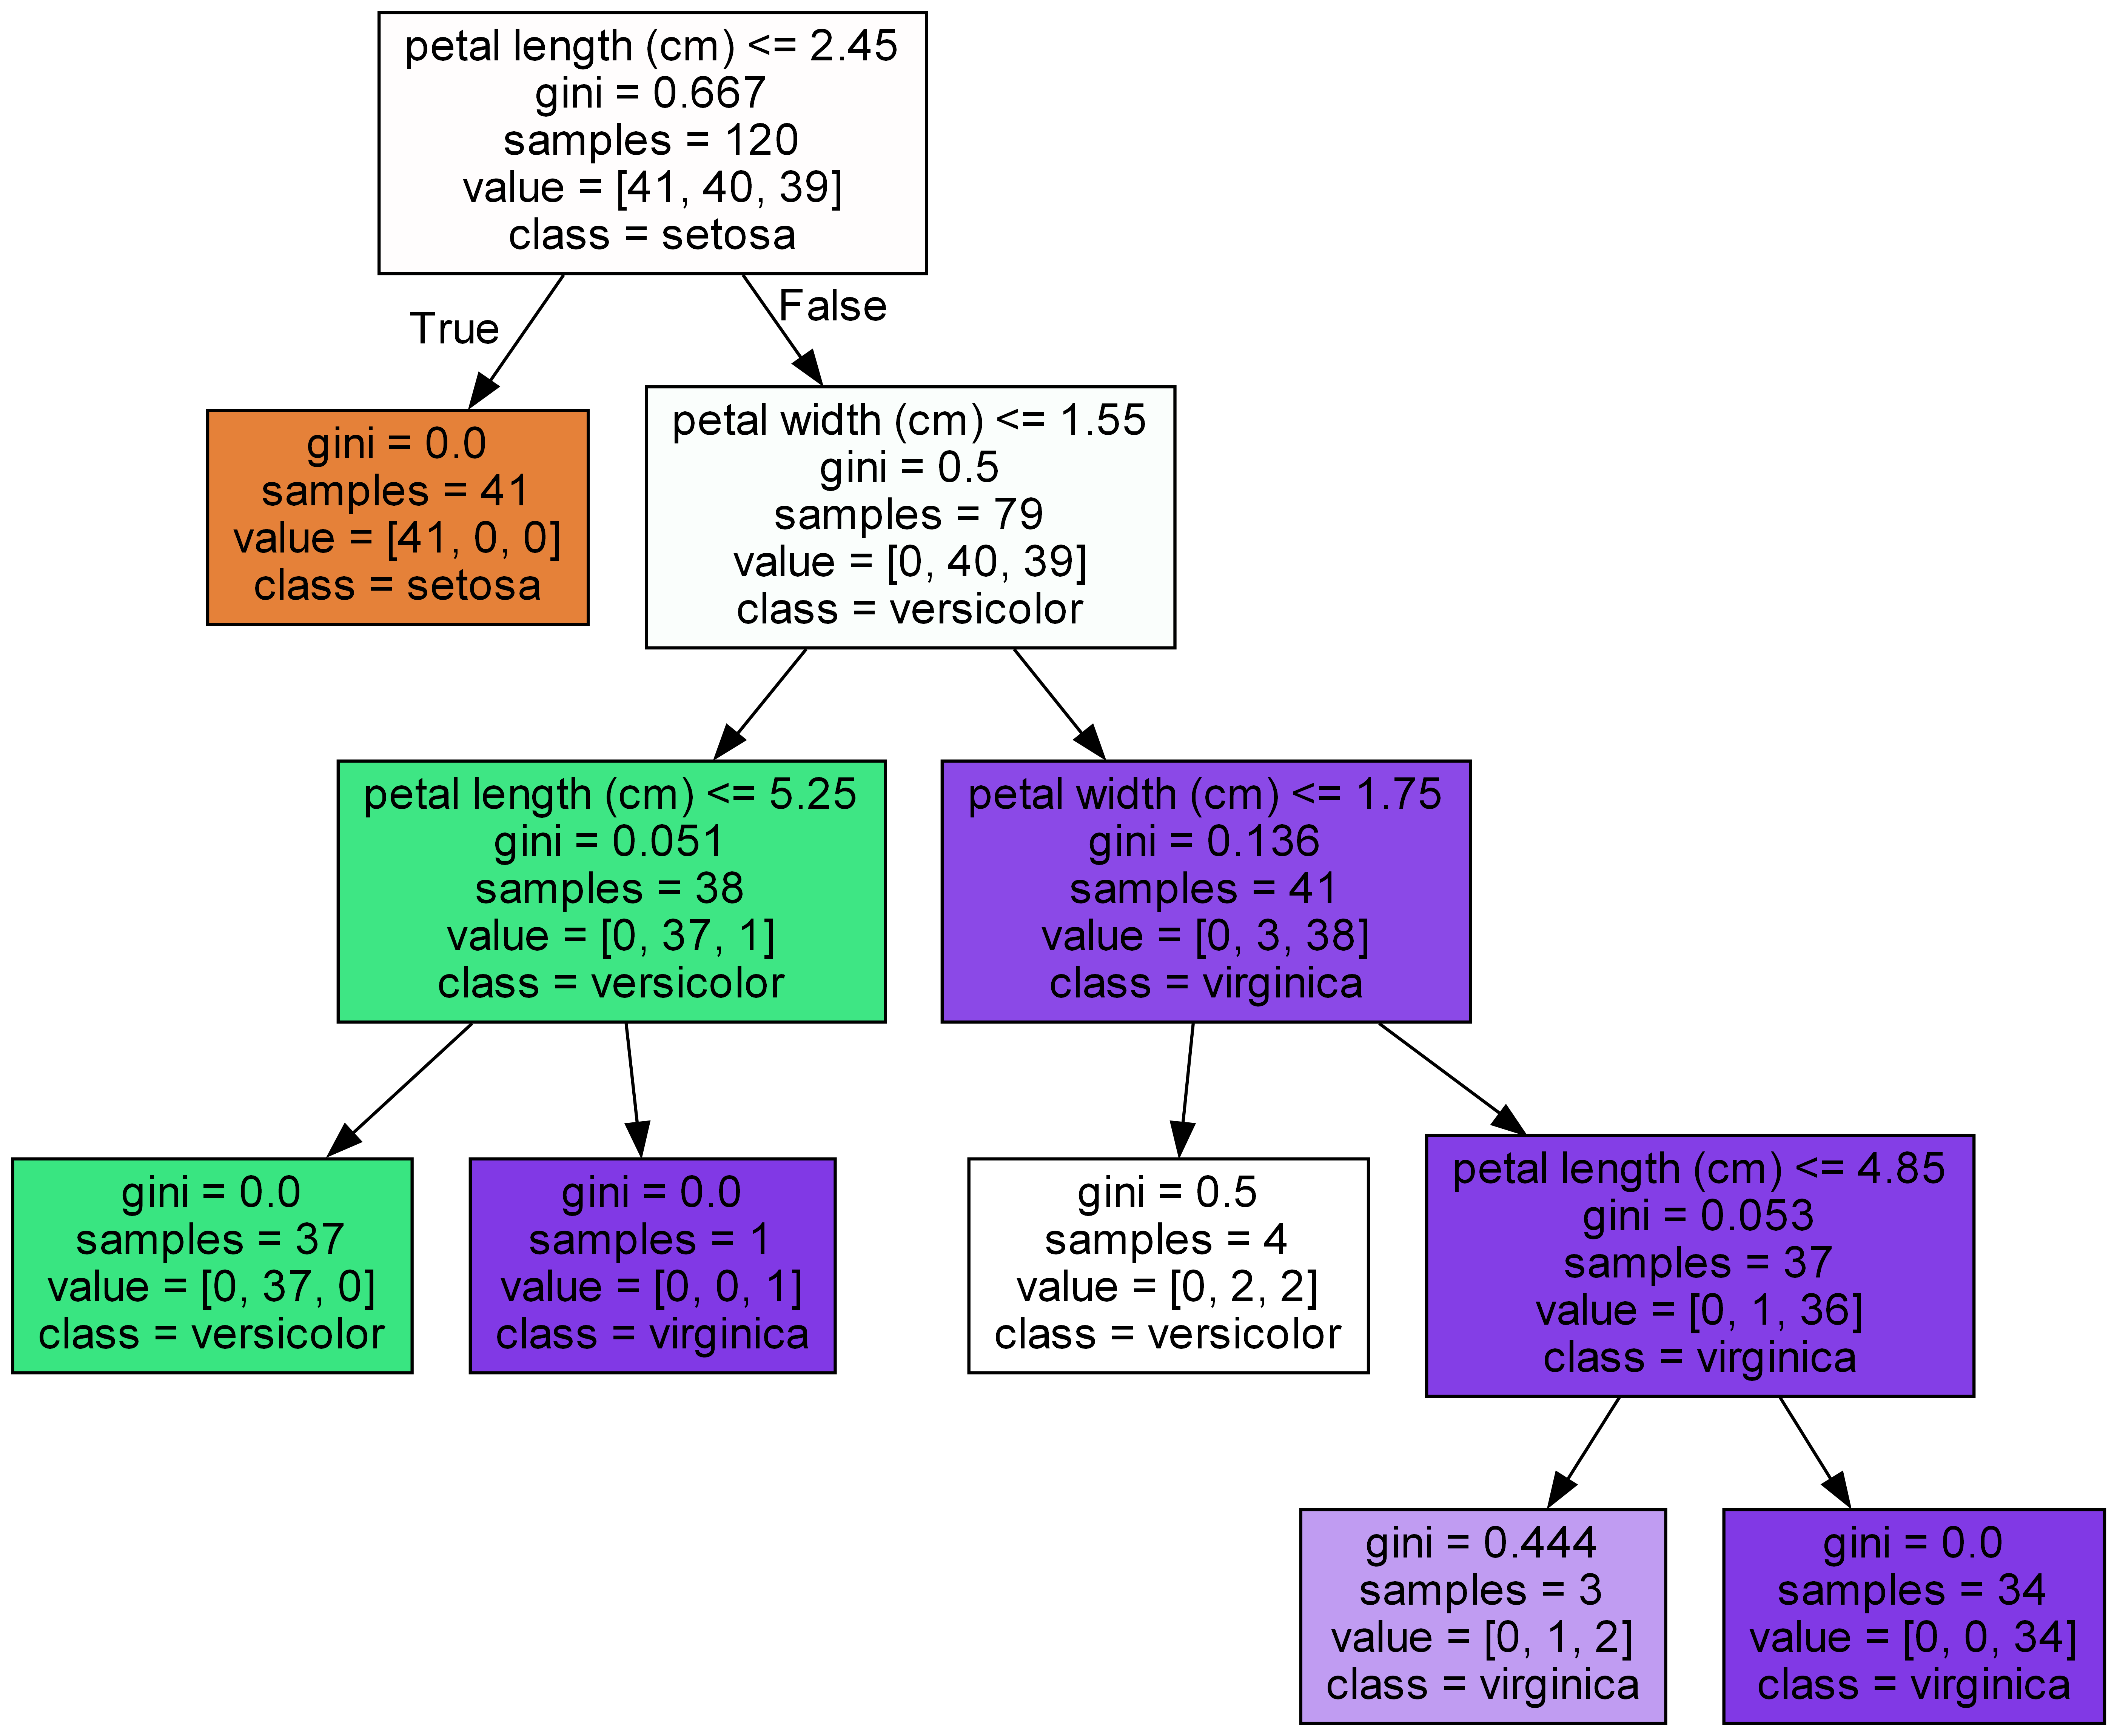 petal length (cm) <= 2.45
gini = 0.667
samples = 120
value = [41, 40, 39]
class = setosa
True
False
gini = 0.0
samples = 41
value = [41, 0, 0]
class = setosa
petal width (cm) <= 1.55
gini = 0.5
samples = 79
value = [0, 40, 39]
class = versicolor
petal length (cm) <= 5.25
gini = 0.051
samples = 38
value = [0, 37, 1]
class = versicolor
petal width (cm) <= 1.75
gini = 0.136
samples = 41
value = [0, 3, 38]
class = virginica
gini = 0.0
samples = 37
value = [0, 37, 0]
class = versicolor
gini = 0.0
samples = 1
value = [0, 0, 1]
class = virginica
gini = 0.5
samples = 4
value = [0, 2, 2]
class = versicolor
petal length (cm) <= 4.85
gini = 0.053
samples = 37
value = [0, 1, 36]
class = virginica
gini = 0.444
samples = 3
value = [0, 1, 2]
class = virginica
gini = 0.0
samples = 34
value = [0, 0, 34]
class = virginica